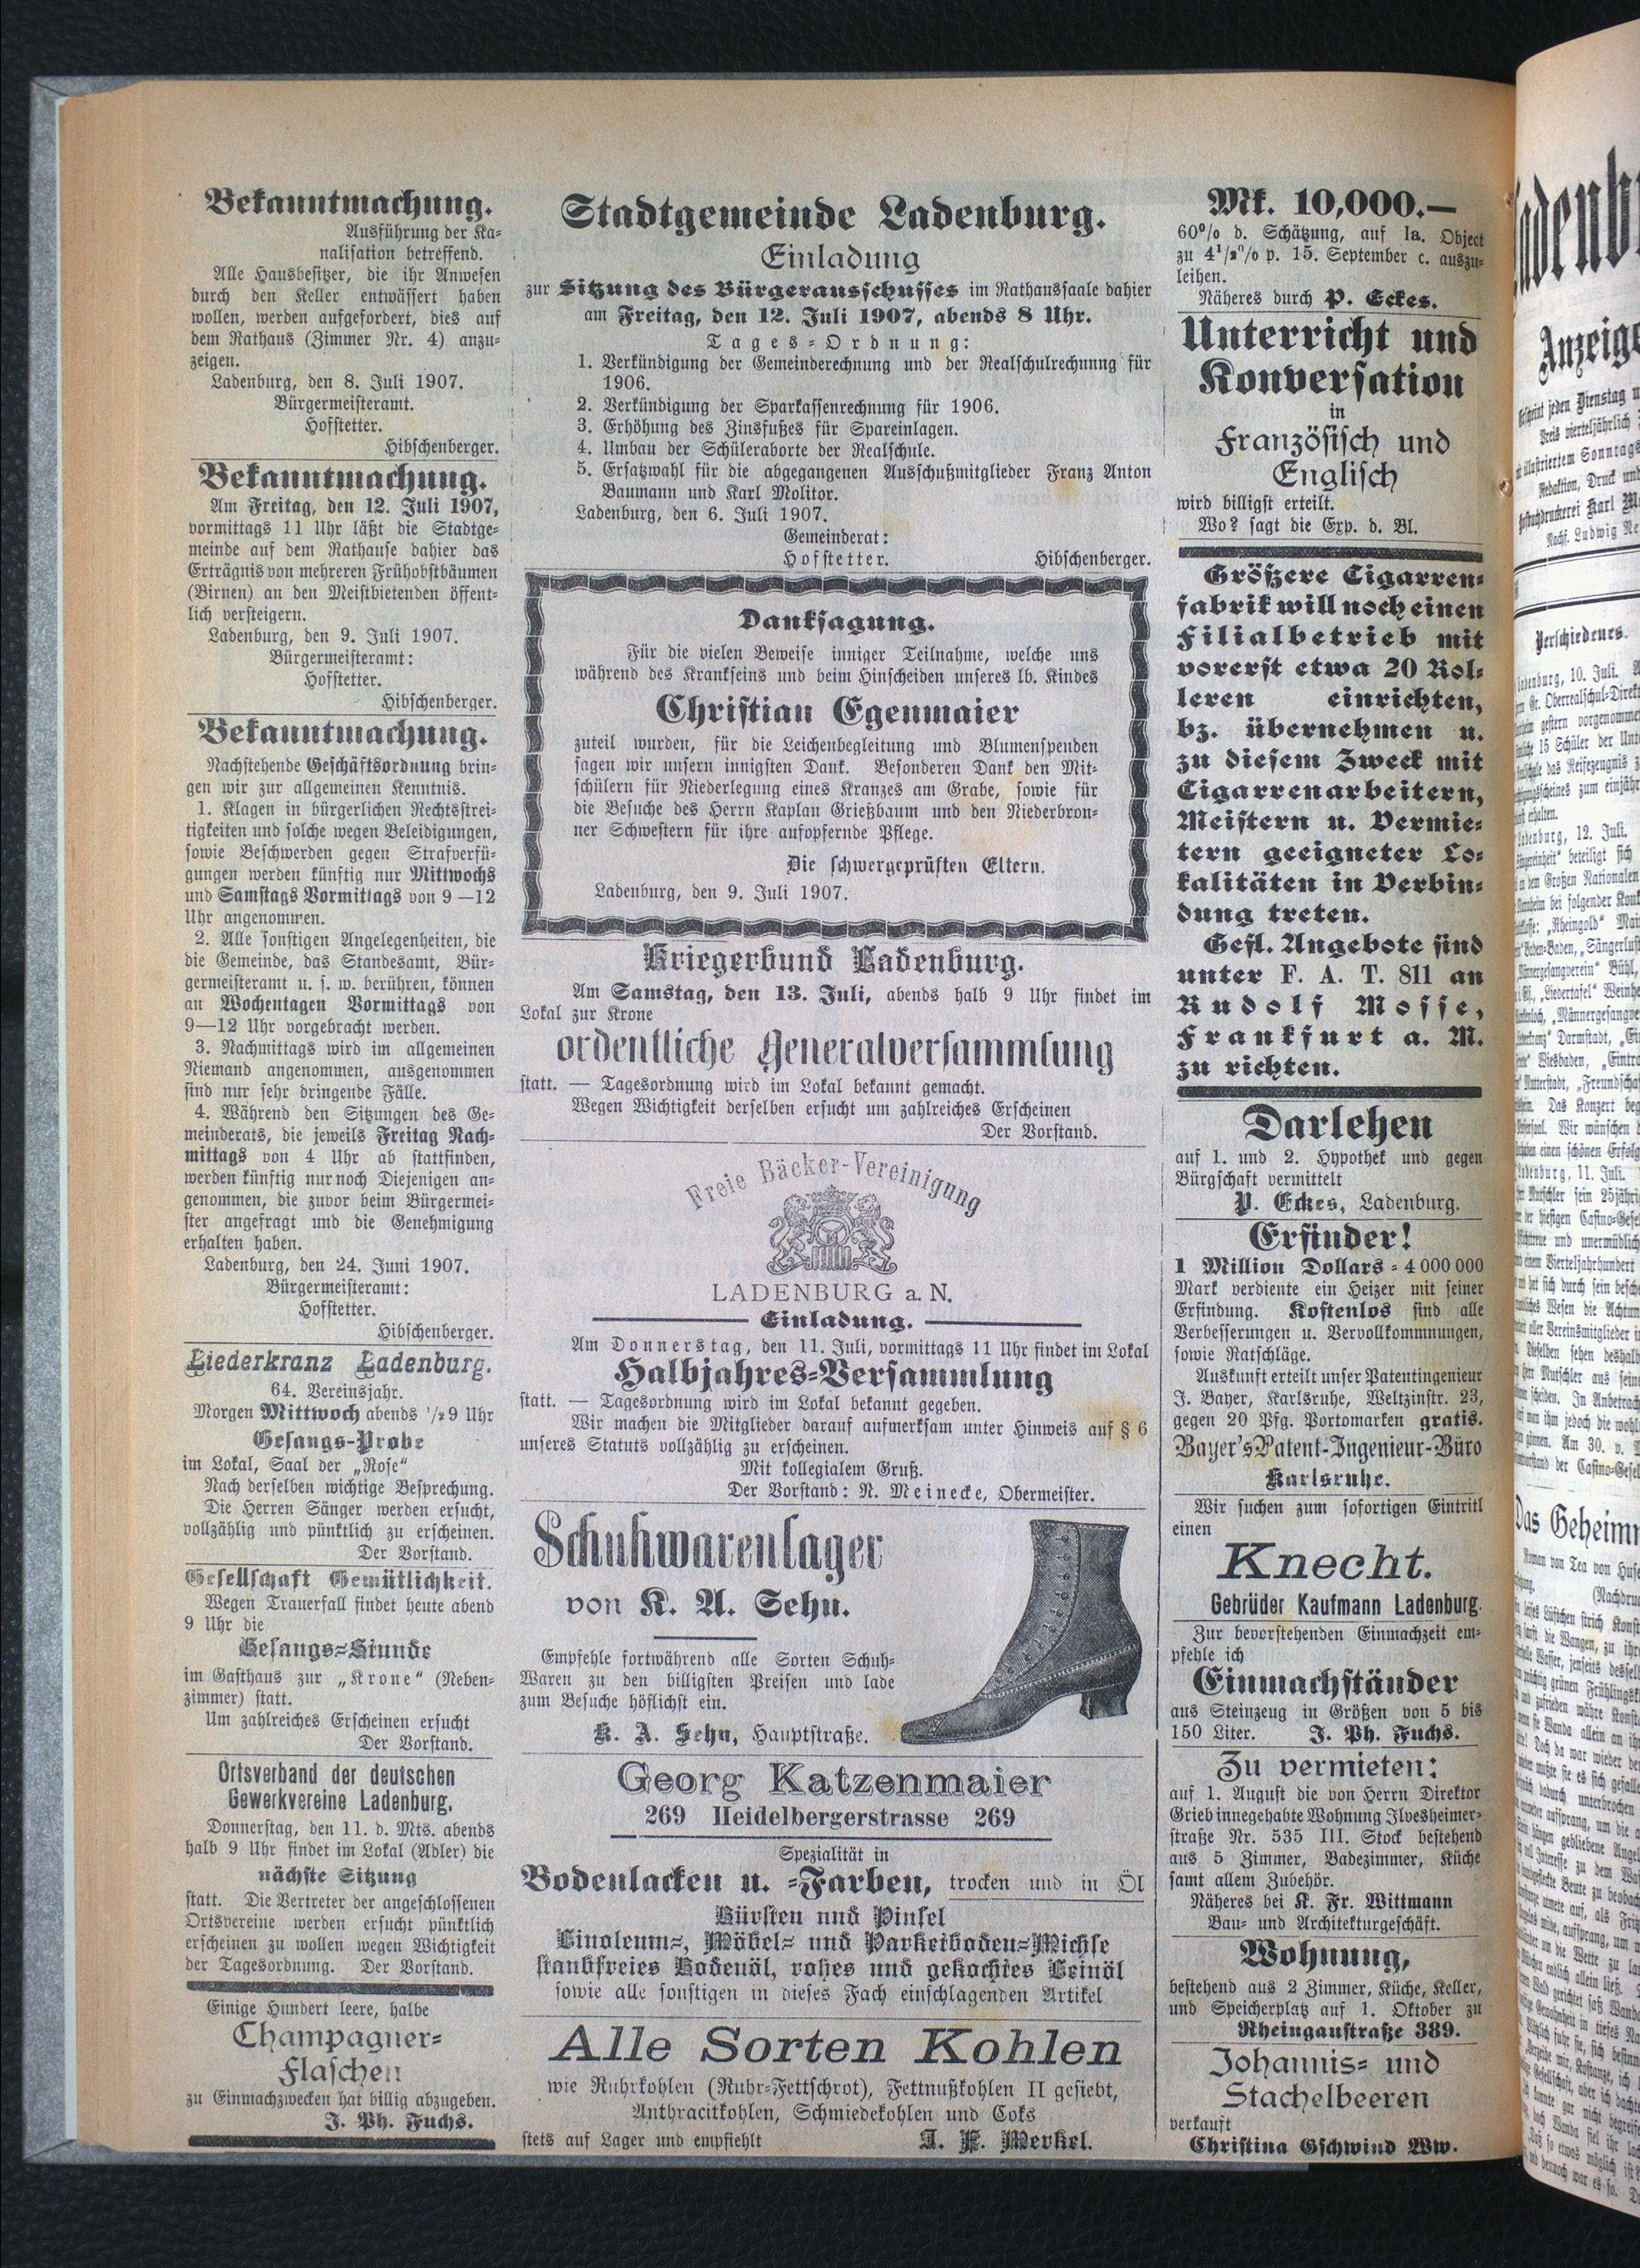 Bekanntmachung.
Ausführung der Ka-
nalisation betreffend.
Alle Hausbesitzer, die ihr Anwesen
durch den Keller entwässert haben
wollen, werden aufgefordert, dies auf
dem Rathaus (Zimmer Nr. 4) anzu-
zeigen.
Ladenburg, den 8. Juli 1907.
Bürgermeisteramt.
Hofstetter.
Hibschenberger.
Bekanntmachung.
Am Freitag, den 12. Juli 1907,
vormittags 11 Uhr läßt die Stadtge-
meinde auf dem Rathause dahier das
Erträgnis von mehreren Frühobstbäumen
(Birnen) an den Meistbietenden öffent-
lich versteigern.
Ladenburg, den 9. Juli 1907.
Bürgermeisteramt:
Hofstetter.
Hibschenberger.
Bekanntmachung.
Nachstehende Geschäftsordnung brin-
gen wir zur allgemeinen Kenntnis.
1. Klagen in bürgerlichen Rechtsstrei-
tigkeiten und solche wegen Beleidigungen,
sowie Beschwerden gegen Strafverfü-
gungen werden künftig nur Mittwochs
und Samstags Vormittags von 9—12
Uhr angenommen.
2. Alle sonstigen Angelegenheiten, die
die Gemeinde, das Standesamt, Bür-
germeisteramt u. s. w. berühren, können
an Wochentagen Vormittags von
9—12 Uhr vorgebracht werden.
3. Nachmittags wird im allgemeinen
Niemand angenommen, ausgenommen
sind nur sehr dringende Fälle.
4. Während den Sitzungen des Ge-
meinderats, die jeweils Freitag Nach-
mittags von 4 Uhr ab stattfinden,
werden künftig nur noch Diejenigen an-
genommen, die zuvor beim Bürgermei-
ster angefragt und die Genehmigung
erhalten haben.
Ladenburg, den 24. Juni 1907.
Bürgermeisteramt:
Hofstetter.
Hibschenberger.
Liederkranz Ladenburg.
64. Vereinsjahr.
Morgen Mittwoch abends 1/2 9 Uhr
Gesangs-Probe
im Lokal, Saal der „Rose“
Nach derselben wichtige Besprechung.
Die Herren Sänger werden ersucht,
vollzählig und pünktlich zu erscheinen.
Der Vorstand.
Gesellschaft Gemütlichkeit.
Wegen Trauerfall findet heute abend
9 Uhr die
Gesangs-Stunde
im Gasthaus zur „Krone“ (Neben-
zimmer) statt.
Um zahlreiches Erscheinen ersucht
Der Vorstand.
Ortsverband der deutschen
Gewerkvereine Ladenburg.
Donnerstag, den 11. d. Mts. abends
halb 9 Uhr findet im Lokal (Adler) die
nächste Sitzung
statt. Die Vertreter der angeschlossenen
Ortsvereine werden ersucht pünktlich
erscheinen zu wollen wegen Wichtigkeit
der Tagesordnung. Der Vorstand.
Einige Hundert leere, halbe
Champagner-
Flaschen
zu Einmachzwecken hat billig abzugeben.
J. Ph. Fuchs.
Stadtgemeinde Ladenburg.
Einladung
zur Sitzung des Bürgerausschusses im Rathaussaale dahier
am Freitag, den 12. Juli 1907, abends 8 Uhr.
Tages-Ordnung:
1. Verkündigung der Gemeinderechnung und der Realschulrechnung für
1906.
2. Verkündigung der Sparkassenrechnung für 1906.
3. Erhöhung des Zinsfußes für Spareinlagen.
4. Umbau der Schüleraborte der Realschule.
5. Ersatzwahl für die abgegangenen Ausschußmitglieder Franz Anton
Baumann und Karl Molitor.
Ladenburg, den 6. Juli 1907.
Gemeinderat:
Hofstetter. Hibschenberger.
Danksagung.
Für die vielen Beweise inniger Teilnahme, welche uns
während des Krankseins und beim Hinscheiden unseres lb. Kindes
Christian Egenmaier
zuteil wurden, für die Leichenbegleitung und Blumenspenden
sagen wir unsern innigsten Dank. Besonderen Dank den Mit-
schülern für Niederlegung eines Kranzes am Grabe, sowie für
die Besuche des Herrn Kaplan Grießbaum und den Niederbron-
ner Schwestern für ihre aufopfernde Pflege.
Die schwergeprüften Eltern.
Ladenburg, den 9. Juli 1907.
Kriegerbund Ladenburg.
Am Samstag, den 13. Juli, abends halb 9 Uhr findet im
Lokal zur Krone
ordentliche Generalversammlung
statt. — Tagesordnung wird im Lokal bekannt gemacht.
Wegen Wichtigkeit derselben ersucht um zahlreiches Erscheinen
Der Vorstand.
Freie Bäcker-Vereinigung
LADENBURG a. N.
Einladung.
Am Donnerstag, den 11. Juli, vormittags 11 Uhr findet im Lokal
Halbjahres-Versammlung
statt. — Tagesordnung wird im Lokal bekannt gegeben.
Wir machen die Mitglieder darauf aufmerksam unter Hinweis auf § 6
unseres Statuts vollzählig zu erscheinen.
Mit kollegialem Gruß.
Der Vorstand: N. Meinecke, Obermeister.
Schuhwarenlager
von K. A. Sehn.
Empfehle fortwährend alle Sorten Schuh-
Waren zu den billigsten Preisen und lade
zum Besuche höflichst ein.
K. A. Sehn, Hauptstraße.
Georg Katzenmaier
269 Heidelbergerstrasse 269
Spezialität in
Bodenlacken u. -Farben, trocken und in Öl
Bürsten und Pinsel
Linoleum-, Möbel- und Parketboden-Wichse
staubfreies Bodenöl, rohes und gekochtes Leinöl
sowie alle sonstigen in dieses Fach einschlagenden Artikel
Alle Sorten Kohlen
wie Ruhrkohlen (Ruhr-Fettschrot), Fettnußkohlen II gesiebt,
Anthracitkohlen, Schmiedekohlen und Coks
stets auf Lager und empfiehlt
Merkel.
Mk. 10,000.—
60% d. Schätzung, auf Ia. Object
zu 4 1/2 % p. 15. September c. auszu-
leihen.
Näheres durch P. Eckes.
Unterricht und
Konversation
in
Französisch und
Englisch
wird billigst erteilt.
Wo? sagt die Exp. d. Bl.
Größere Cigarren-
fabrik will noch einen
Filialbetrieb mit
vorerst etwa 20 Rol-
leren einrichten,
bz. übernehmen u.
zu diesem Zweck mit
Cigarrenarbeitern,
Meistern u. Vermie-
tern geeigneter Lo-
kalitäten in Verbin-
dung treten.
Gefl. Angebote sind
unter F. A. T. 811 an
Rudolf Mosse,
Frankfurt a. M.
zu richten.
Darlehen
auf 1. und 2. Hypothek und gegen
Bürgschaft vermittelt
P. Eckes, Ladenburg.
Erfinder!
1 Million Dollars = 4 000 000
Mark verdiente ein Heizer mit seiner
Erfindung. Kostenlos sind alle
Verbesserungen u. Vervollkommnungen,
sowie Ratschläge.
Auskunft erteilt unser Patentingenieur
J. Bayer, Karlsruhe, Weltzinstr. 23,
gegen 20 Pfg. Portomarken gratis.
Bayer's Patent-Ingenieur-Büro
Karlsruhe.
Wir suchen zum sofortigen Eintritt
einen
Knecht.
Gebrüder Kaufmann Ladenburg.
Zur bevorstehenden Einmachzeit em-
pfehle ich
Einmachständer
aus Steinzeug in Größen von 5 bis
150 Liter. J. Ph. Fuchs.
Zu vermieten:
auf 1. August die von Herrn Direktor
Grieb innegehabte Wohnung Ilvesheimer-
straße Nr. 535 III. Stock bestehend
aus 5 Zimmer, Badezimmer, Küche
samt allem Zubehör.
Näheres bei K. Fr. Wittmann
Bau- und Architekturgeschäft.
Wohnung,
bestehend aus 2 Zimmer, Küche, Keller,
und Speicherplatz auf 1. Oktober zu
Rheingaustraße 389.
Johannis- und
Stachelbeeren
verkauft
Christina Gschwind Ww.
Anzeige
Verschiedenes.
Das Geheim